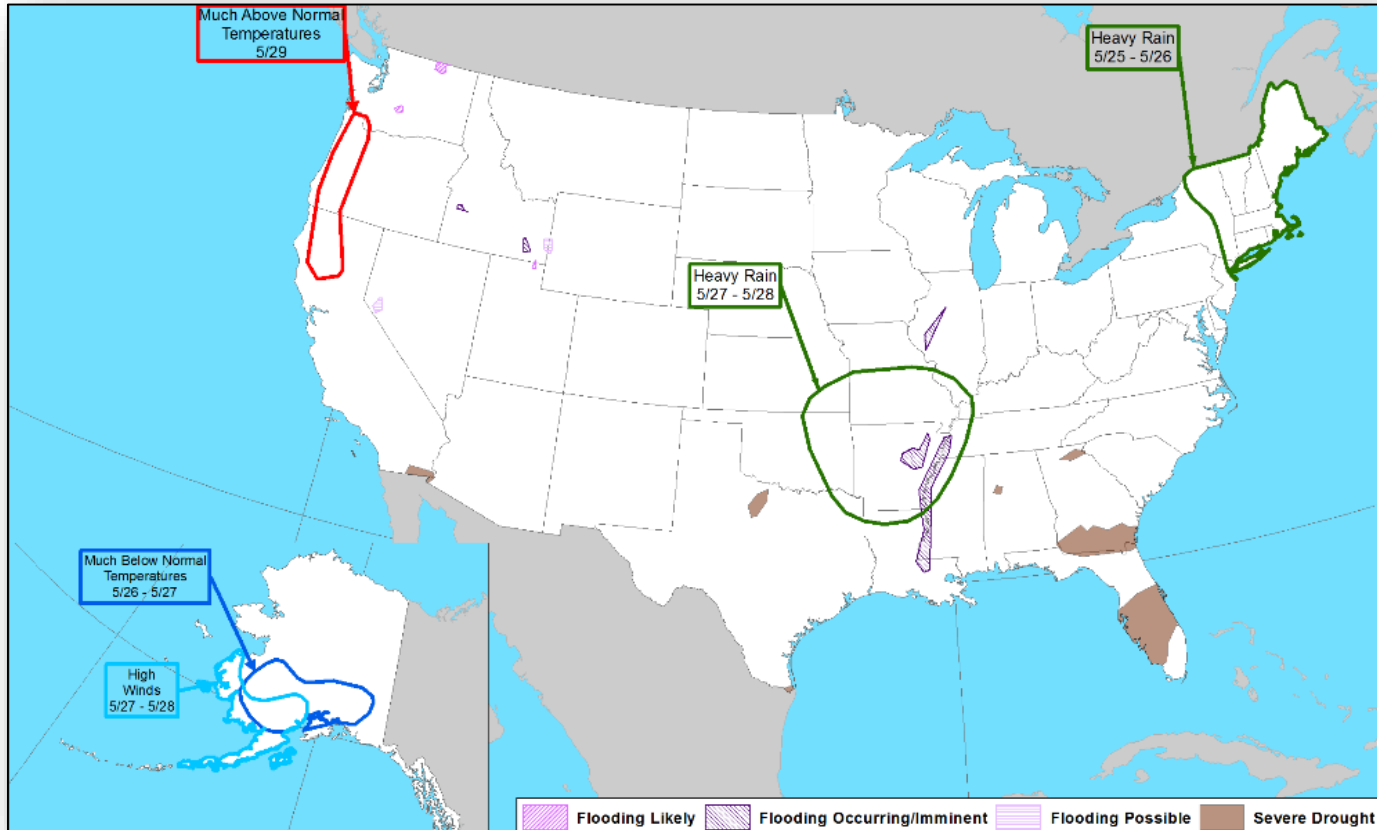 Much Above Normal
Temperatures
5/29
Heavy Rain
5/25 - 5/26
Heavy Rain
5/27 - 5/28
Much Below Normal
Temperatures
5/26 - 5/27
High
Winds
5/27 - 5/28
Flooding Likely Flooding Occurring/Imminent Flooding Possible Severe Drought